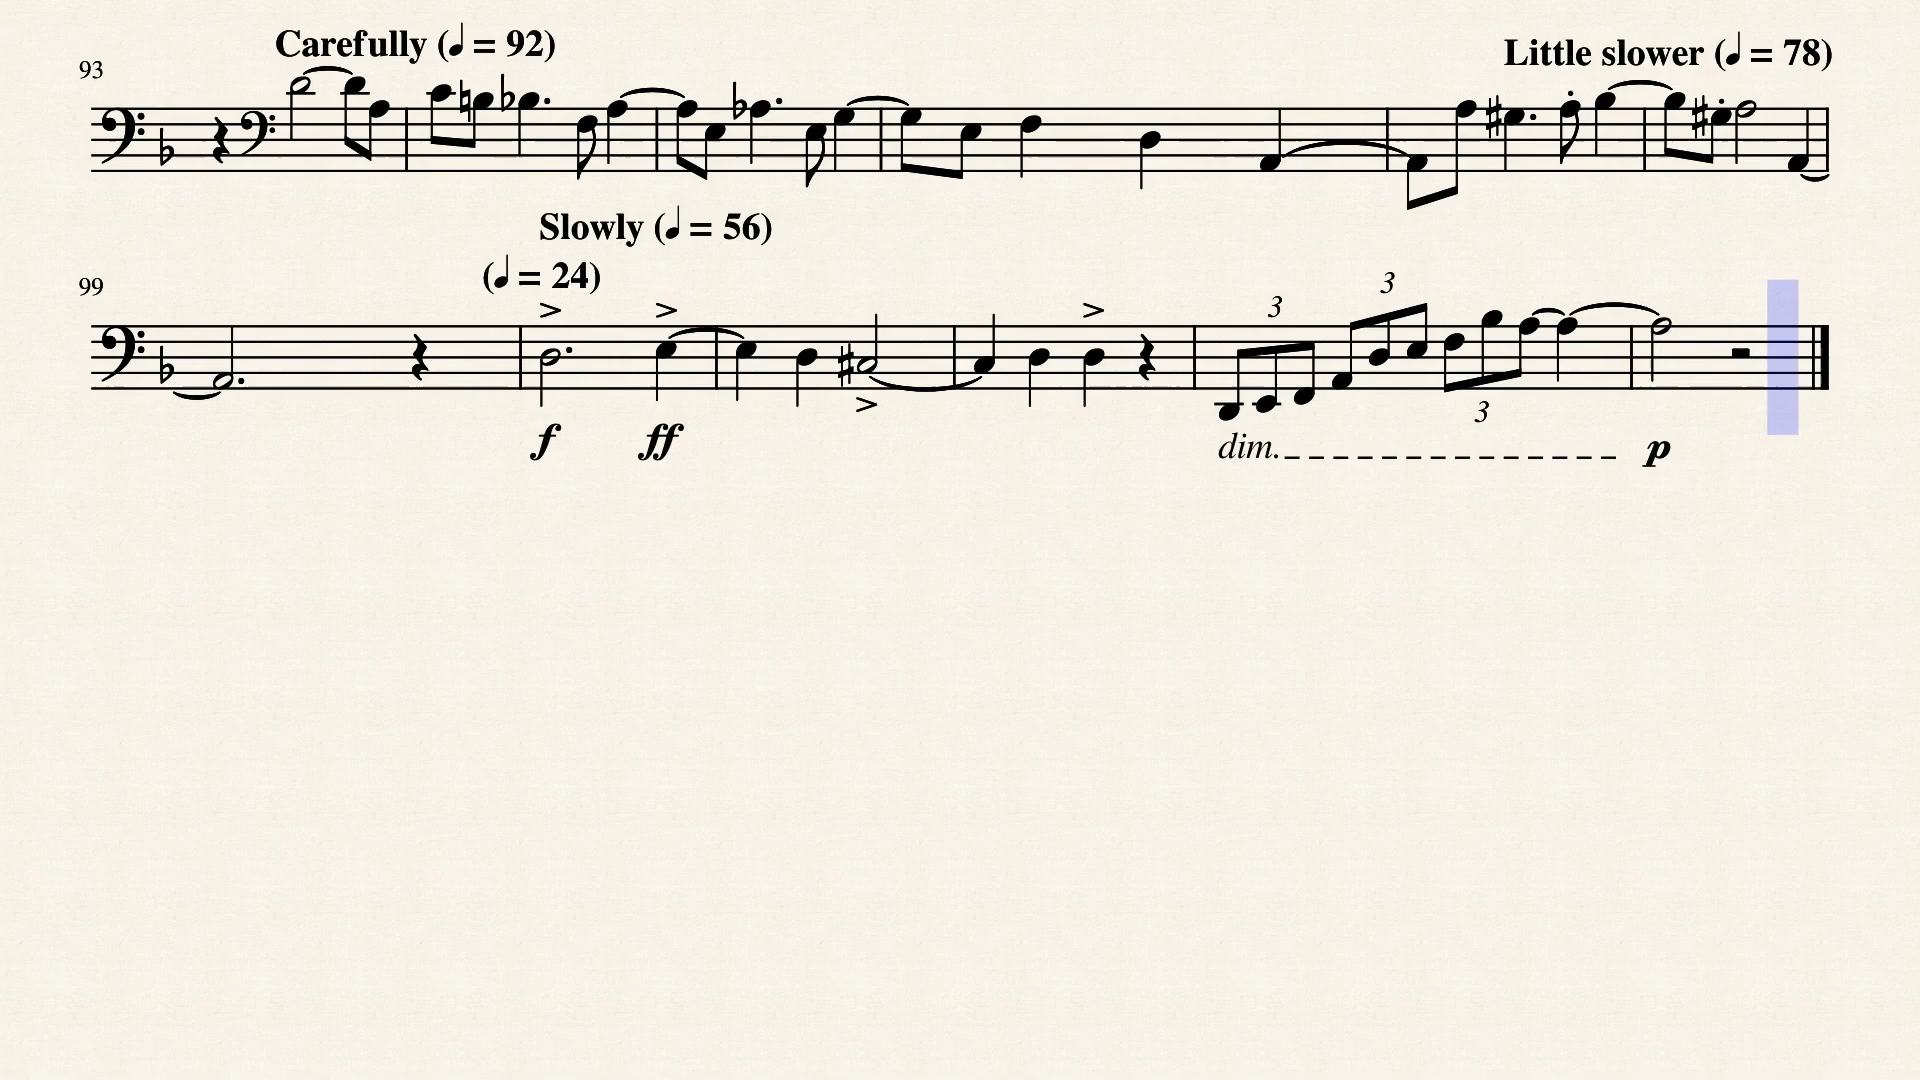 Carefully (♩ = 92)
Little slower (♩ = 78)
93
Slowly (♩ = 56)
(♩ = 24)
99
3
3
3
f
ff
dim.
p